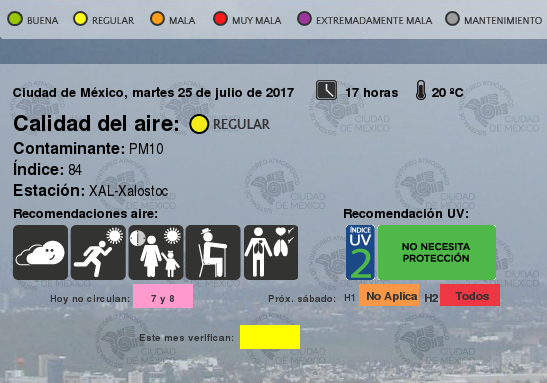 BUENA REGULAR MALA MUY MALA EXTREMADAMENTE MALA MANTENIMIENTO
Ciudad de México, martes 25 de julio de 2017 17 horas 20 ºC
Calidad del aire: REGULAR
Contaminante: PM10
Índice: 84
Estación: XAL-Xalostoc
Recomendaciones aire: Recomendación UV:
ÍNDICE
UV
2
NO NECESITA
PROTECCIÓN
Hoy no circulan: 7 y 8 Próx. sábado: H1 No Aplica H2 Todos
Este mes verifican: